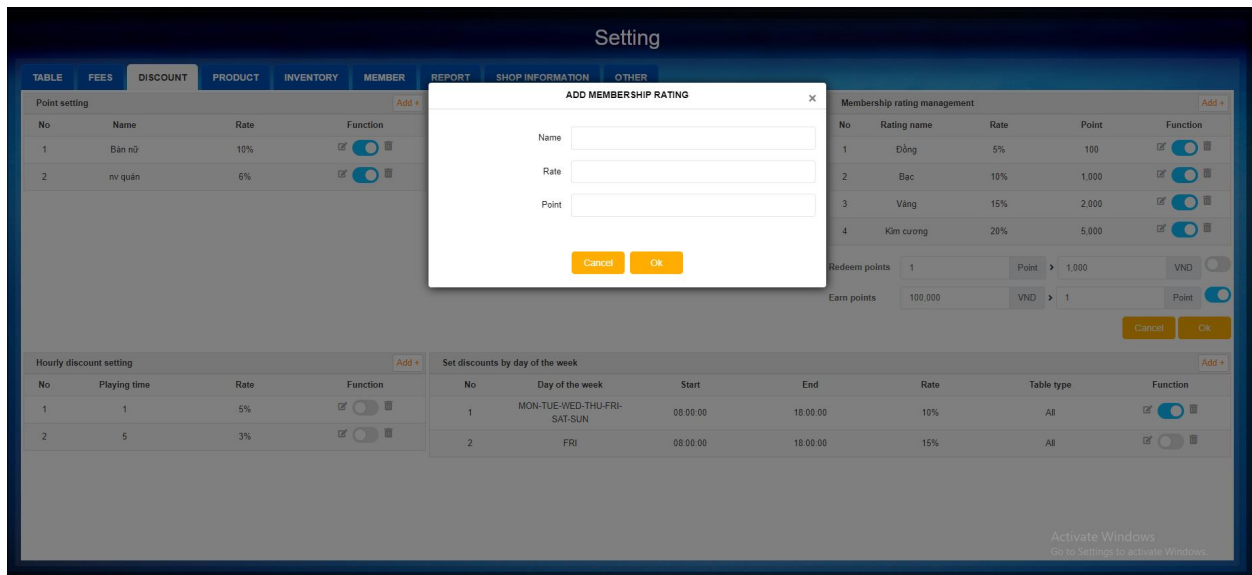 Setting
TABLE FEES DISCOUNT PRODUCT INVENTORY MEMBER REPORT SHOP INFORMATION OTHER
Point setting Add +
No Name Rate Function
1 Bàn nữ 10%
2 nv quán 6%
ADD MEMBERSHIP RATING ×
Name
Rate
Point
Cancel Ok
Membership rating management Add +
No Rating name Rate Point Function
1 Đồng 5% 100
2 Bạc 10% 1,000
3 Vàng 15% 2,000
4 Kim cương 20% 5,000
Redeem points 1 Point > 1,000 VND
Earn points 100,000 VND > 1 Point
Cancel Ok
Hourly discount setting Add +
No Playing time Rate Function
1 1 5%
2 5 3%
Set discounts by day of the week Add +
No Day of the week Start End Rate Table type Function
1 MON-TUE-WED-THU-FRI- 08:00:00 18:00:00 10% All
SAT-SUN
2 FRI 08:00:00 18:00:00 15% All
Activate Windows
Go to Settings to activate Windows.